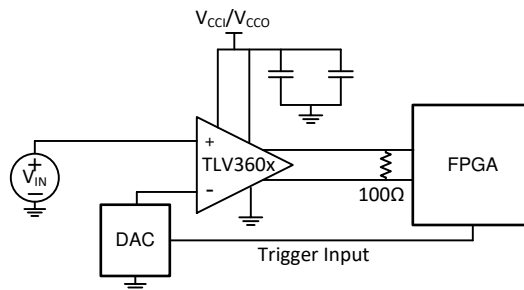 VCCI/VCCO
+
TLV360x
-
+
VIN
-
100Ω
FPGA
DAC
Trigger Input